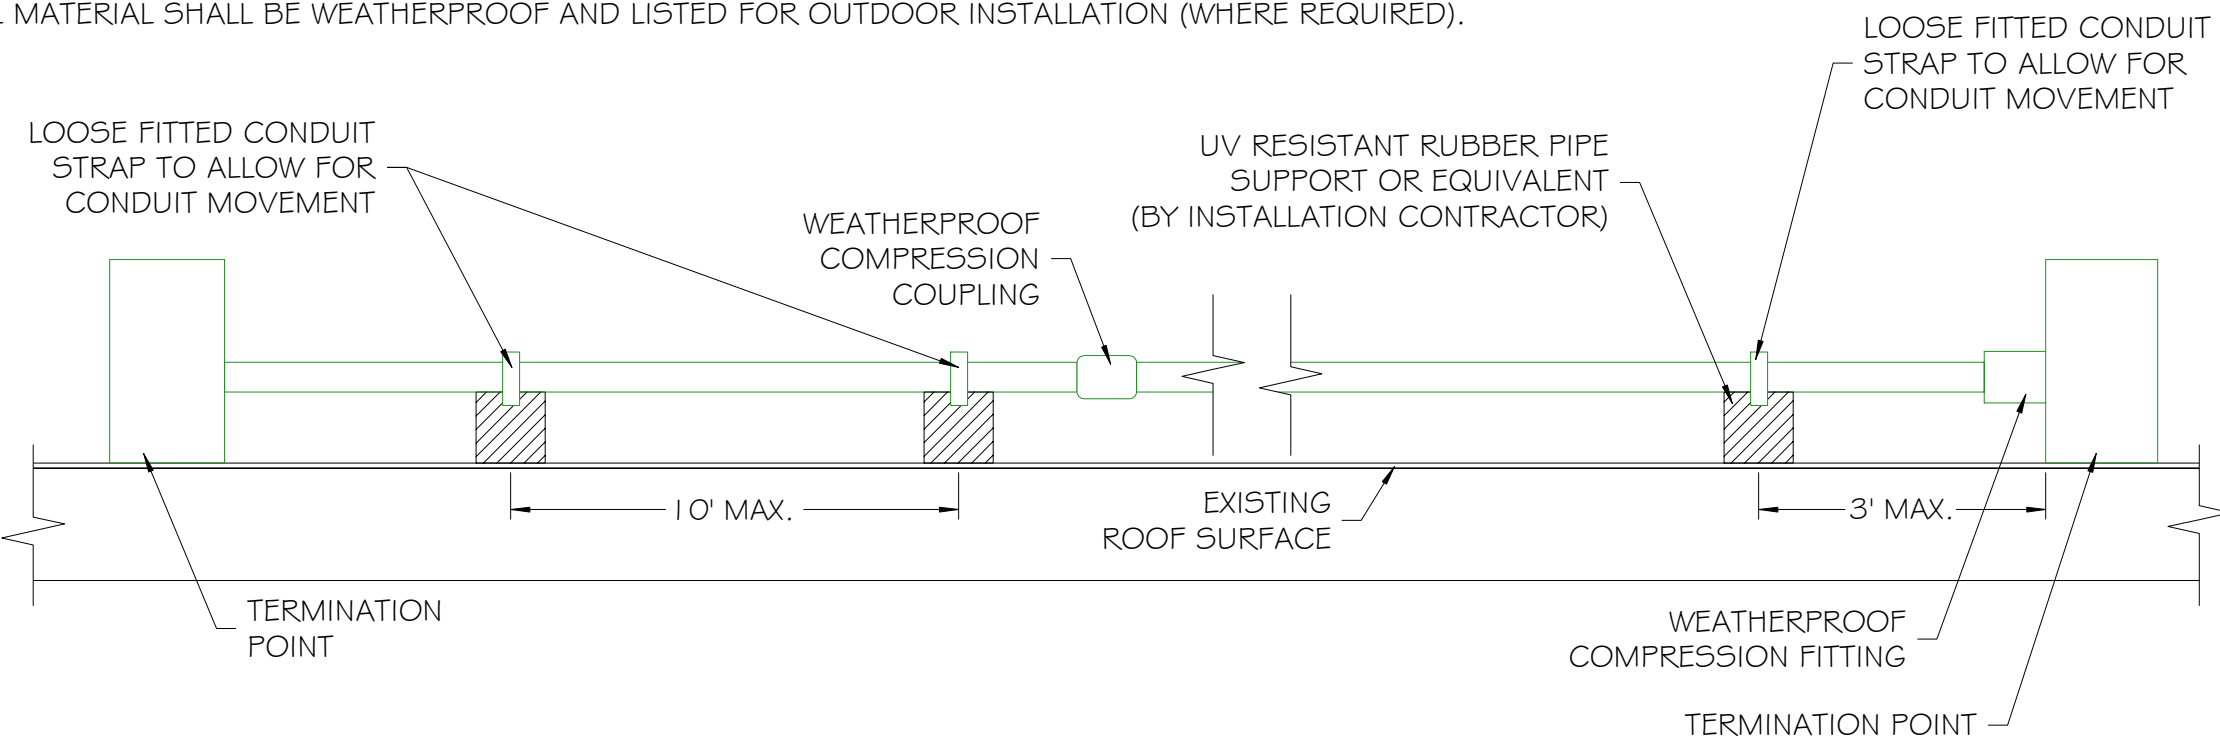 MATERIAL SHALL BE WEATHERPROOF AND LISTED FOR OUTDOOR INSTALLATION (WHERE REQUIRED).
LOOSE FITTED CONDUIT
STRAP TO ALLOW FOR
CONDUIT MOVEMENT
LOOSE FITTED CONDUIT
STRAP TO ALLOW FOR
CONDUIT MOVEMENT
UV RESISTANT RUBBER PIPE
SUPPORT OR EQUIVALENT
(BY INSTALLATION CONTRACTOR)
WEATHERPROOF
COMPRESSION
COUPLING
10' MAX.
EXISTING
ROOF SURFACE
3' MAX.
TERMINATION
POINT
WEATHERPROOF
COMPRESSION FITTING
TERMINATION POINT